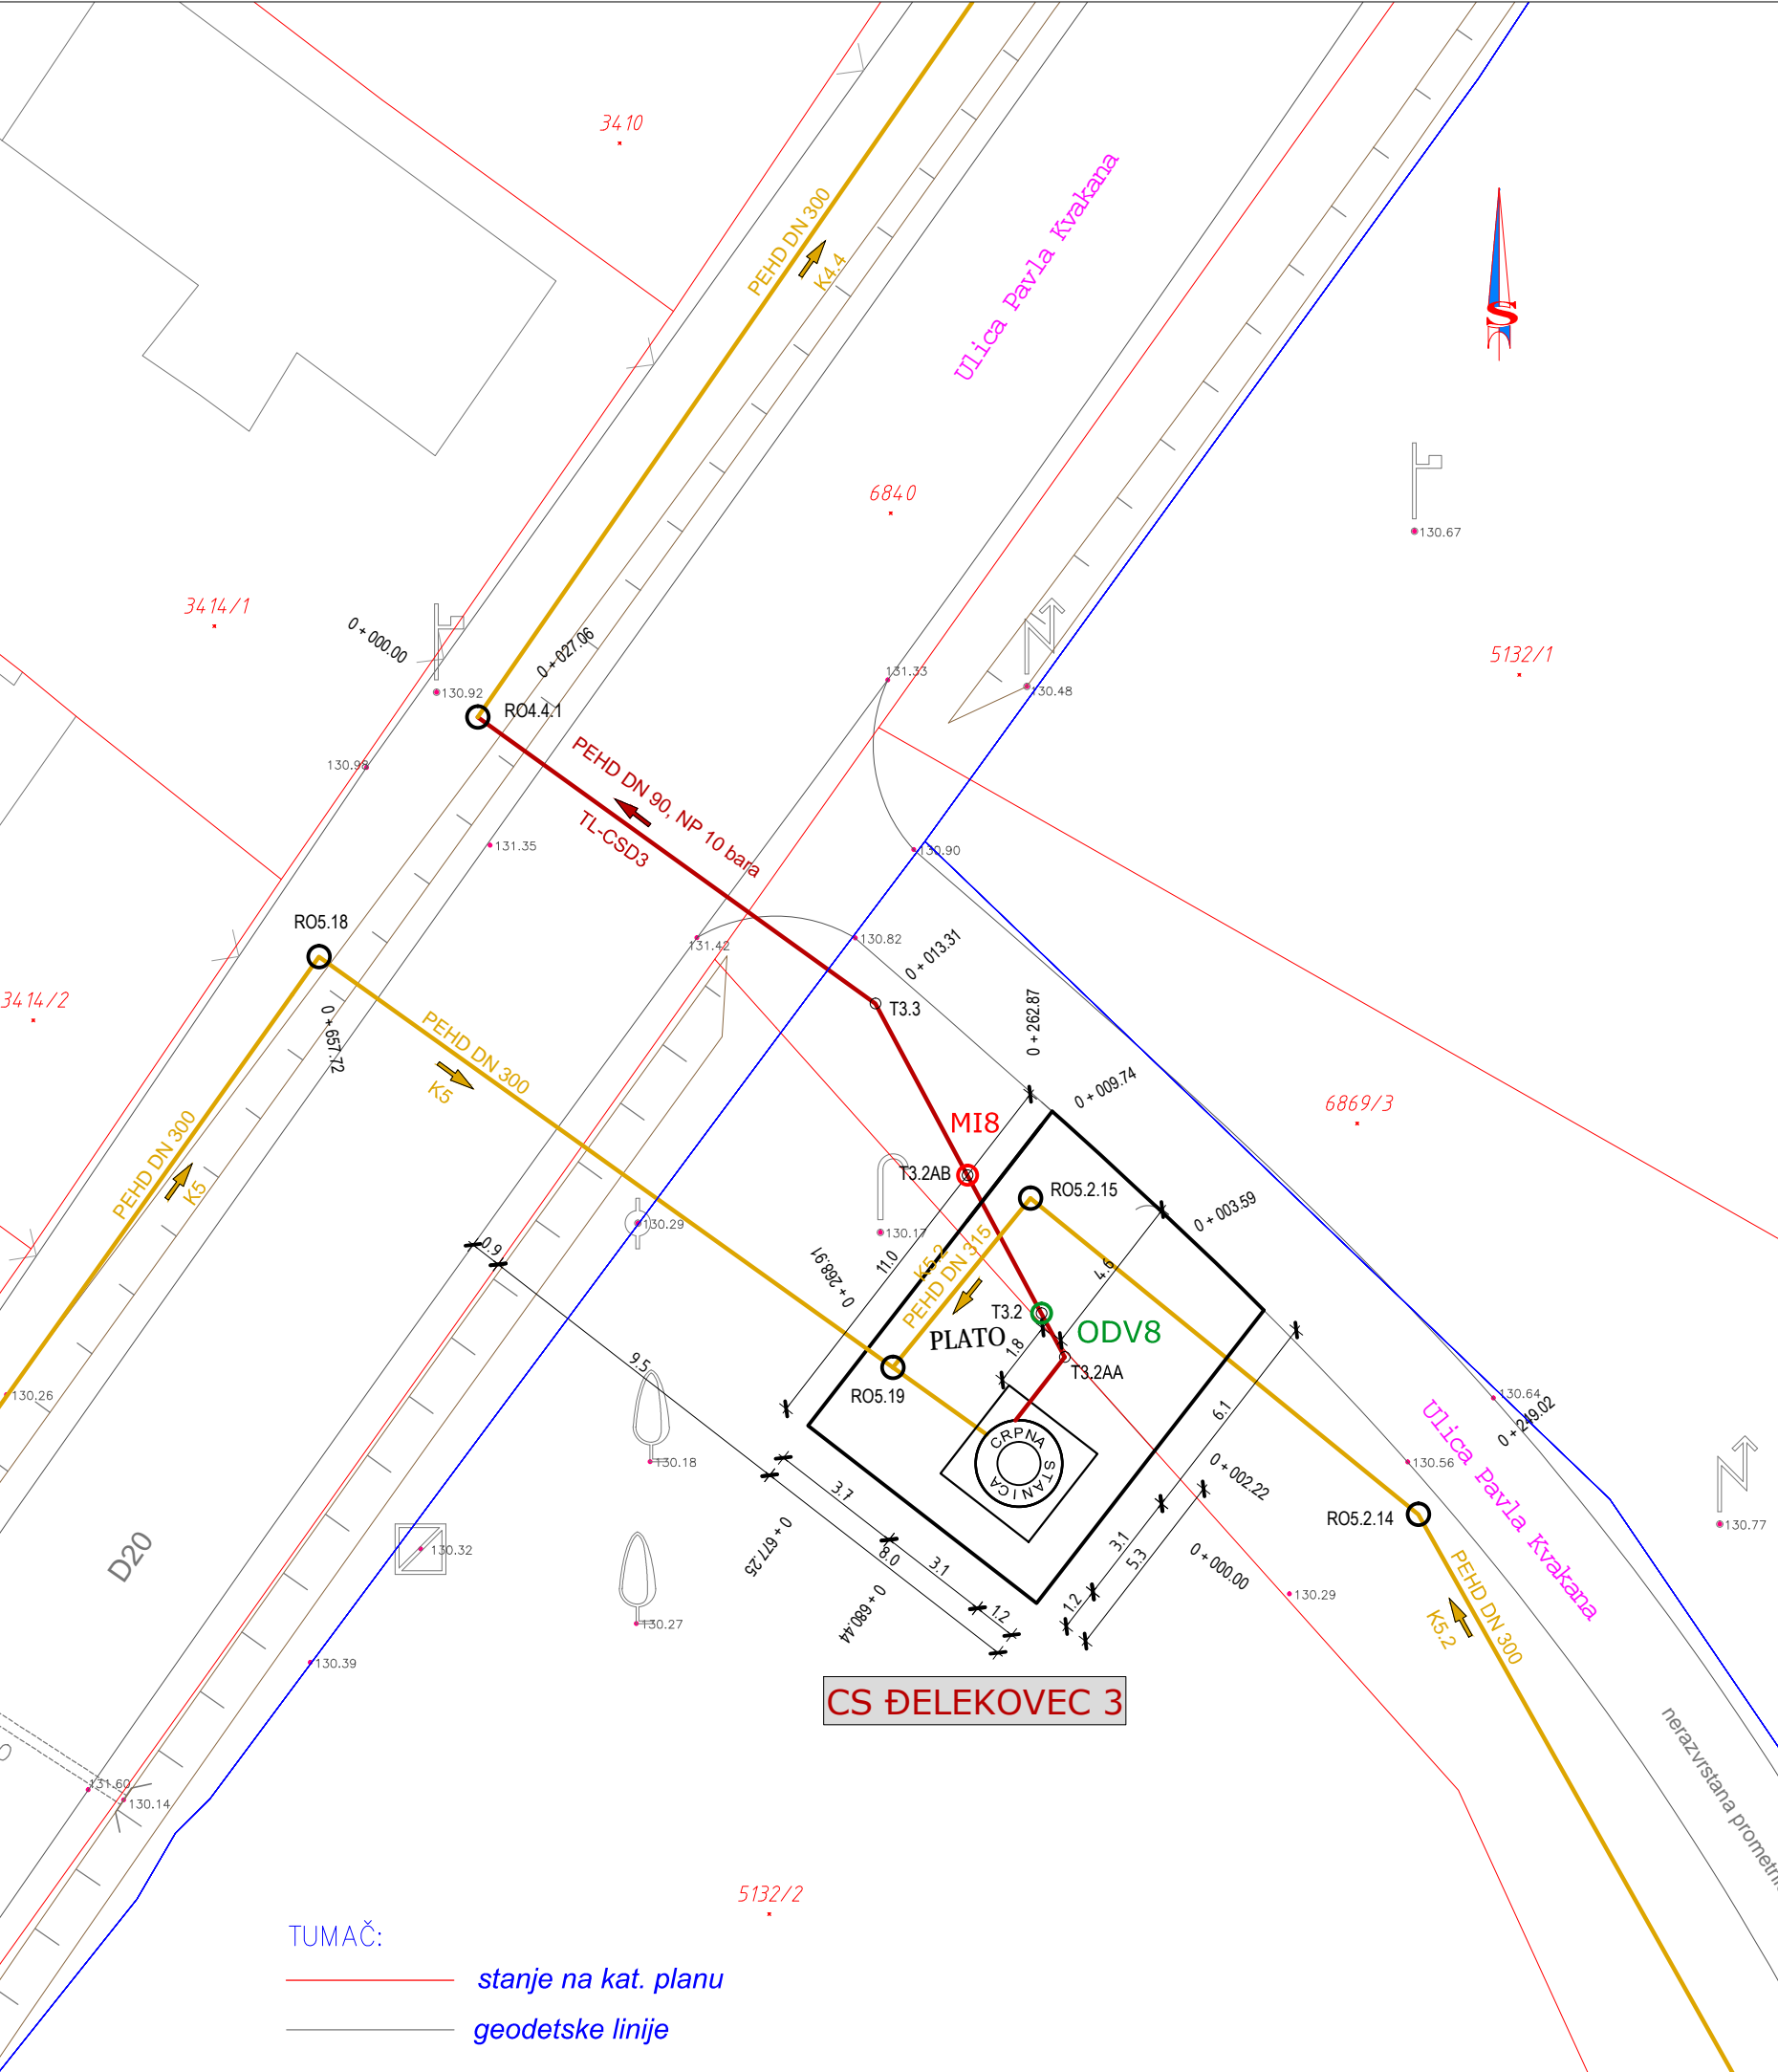 3410
PEHD DN 300
K4.4
Ulica Pavla Kvakana
S
6840
130.67
3414/1
0 + 000.00
0 + 027.06
130.92
RO4.4.1
131.33
130.48
5132/1
130.98
PEHD DN 90, NP 10 bara
TL-CSD3
131.35
130.90
RO5.18
131.42
130.82
0 + 013.31
3414/2
0 + 657.72
PEHD DN 300
K5
T3.3
0 + 262.87
0 + 009.74
6869/3
MI8
PEHD DN 300
K5
T3.2AB
RO5.2.15
130.29
130.17
0 + 003.59
0.9
11.0
0 + 268.91
K5.2
PEHD DN 315
4.6
T3.2
ODV8
PLATO
1.8
T3.2AA
9.5
RO5.19
130.26
130.64
0 + 249.02
Ulica Pavla Kvakana
6.1
CRPNA
STANICA
130.18
130.56
0 + 002.22
3.7
RO5.2.14
130.77
0 + 677.25
8.0
3.1
3.1
5.3
0 + 000.00
D20
130.32
0 + 680.44
1.2
1.2
130.29
PEHD DN 300
K5.2
130.27
130.39
CS ĐELEKOVEC 3
131.60
130.14
5132/2
TUMAČ:
stanje na kat. planu
geodetske linije
nerazvrstana